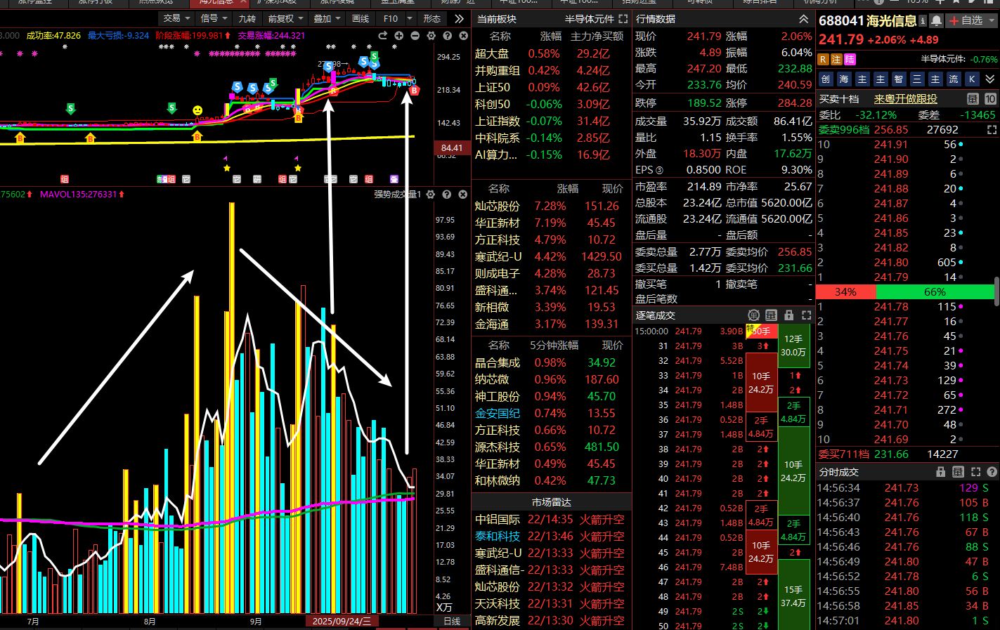 海光信息
交易 信号 九转 前复权 叠加 画线 F10 形态
成功率:47.826 最大亏损:-9.324 阶段涨幅:199.981 交易涨幅:244.321
294.25
218.34
142.43
84.41
275602 MAVOL135:276331 强势成交量1
97.95
93.69
89.43
85.17
80.91
76.65
72.39
68.14
63.88
59.62
55.36
51.10
46.84
42.59
38.33
34.07
29.81
25.55
21.29
17.03
12.78
8.52
4.26
X万
7月 8月 9月 2025/09/24/三 日线
当前板块 半导体元件
名称 涨幅 主力净买额
超大盘 0.58% 29.2亿
并购重组 0.42% 4.24亿
上证50 0.09% 42.6亿
科创50 -0.06% 3.09亿
上证指数 -0.07% 31.4亿
中科院系 -0.14% 2.85亿
AI算力... -0.15% 16.9亿
名称 涨幅 现价
灿芯股份 7.28% 151.26
华正新材 7.19% 45.45
方正科技 4.79% 10.72
寒武纪-U 4.42% 1429.50
则成电子 4.28% 28.73
盛科通... 3.74% 121.45
新相微 3.39% 19.53
金海通 3.17% 139.31
名称 5分钟涨幅 现价
晶合集成 0.98% 34.92
纳芯微 0.96% 187.60
神工股份 0.94% 45.70
金安国纪 0.74% 13.55
方正科技 0.66% 10.72
源杰科技 0.65% 481.50
华正新材 0.49% 45.45
和林微纳 0.42% 47.73
市场雷达
中铝国际 22/14:35 火箭升空
泰和科技 22/13:46 火箭升空
寒武纪-U 22/13:33 火箭升空
盛科通信- 22/13:33 火箭升空
灿芯股份 22/13:32 火箭升空
天沃科技 22/13:31 火箭升空
高新发展 22/13:30 火箭升空
行情数据
现价 241.79 涨幅 2.06%
涨跌 4.89 振幅 6.04%
最高 247.20 最低 232.88
今开 233.76 均价 240.59
跌停 189.52 涨停 284.28
成交量 35.92万 成交额 86.41亿
量比 1.15 换手率 1.55%
外盘 18.30万 内盘 17.62万
EPS③ 0.8500 ROE 9.30%
市盈率 214.89 市净率 25.67
总股本 23.24亿 总市值 5620.00亿
流通股 23.24亿 流通值 5620.00亿
盘后量 - 盘后额 -
委卖总量 2.77万 委卖均价 256.85
委买总量 1.42万 委买均价 231.66
撤买笔 1 撤卖笔 -
盘后笔数 -
逐笔成交
15:00:00 241.79 3.90B
31 241.79 3B 3
32 241.79 5.52B
33 241.79 1B
34 241.79 2B
35 241.79 1.48B
36 241.79 0.52B
37 241.79 1.48B
38 241.79 2B 2
39 241.79 2B 2
40 241.79 2B 2
41 241.79 2B 2
42 241.79 0.52B
43 241.79 1.48B
44 241.79 0.52B
45 241.79 2B
46 241.79 7.48B
47 241.79 2B 2
48 241.79 2B 2
49 241.79 2S 2
50 241.79 2S 2
10手
24.2万
2手
4.84万
2手
4.84万
10手
24.2万
12手
30.0万
1
2
2手
4.84万
10手
24.2万
2手
4.84万
2
15手
37.4万
688041 海光信息 自选
241.79 +2.06% +4.89
R 注 陆 半导体元件: -0.76%
创 海 主 主 智 三 主 流 K
买卖十档 来粤开做跟投 10
委比 -32.12% 委差 -13465
委卖996档 256.85 27692
10 241.91 56
9 241.90 2
8 241.89 6
7 241.88 20
6 241.87 4
5 241.86 3
4 241.85 23
3 241.82 8
2 241.80 605
1 241.79 14
34% 66%
1 241.78 115
2 241.77 16
3 241.76 45
4 241.75 21
5 241.74 39
6 241.73 129
7 241.72 65
8 241.71 272
9 241.70 48
10 241.69 2
委买711档 231.66 14227
分时成交
14:56:34 241.73 129 S
14:56:37 241.76 105 B
14:56:40 241.76 118 S
14:56:43 241.76 67 B
14:56:46 241.76 88 S
14:56:49 241.80 47 B
14:56:52 241.78 6 S
14:56:55 241.80 56 B
14:56:58 241.85 34 B
14:57:01 241.80 1 S